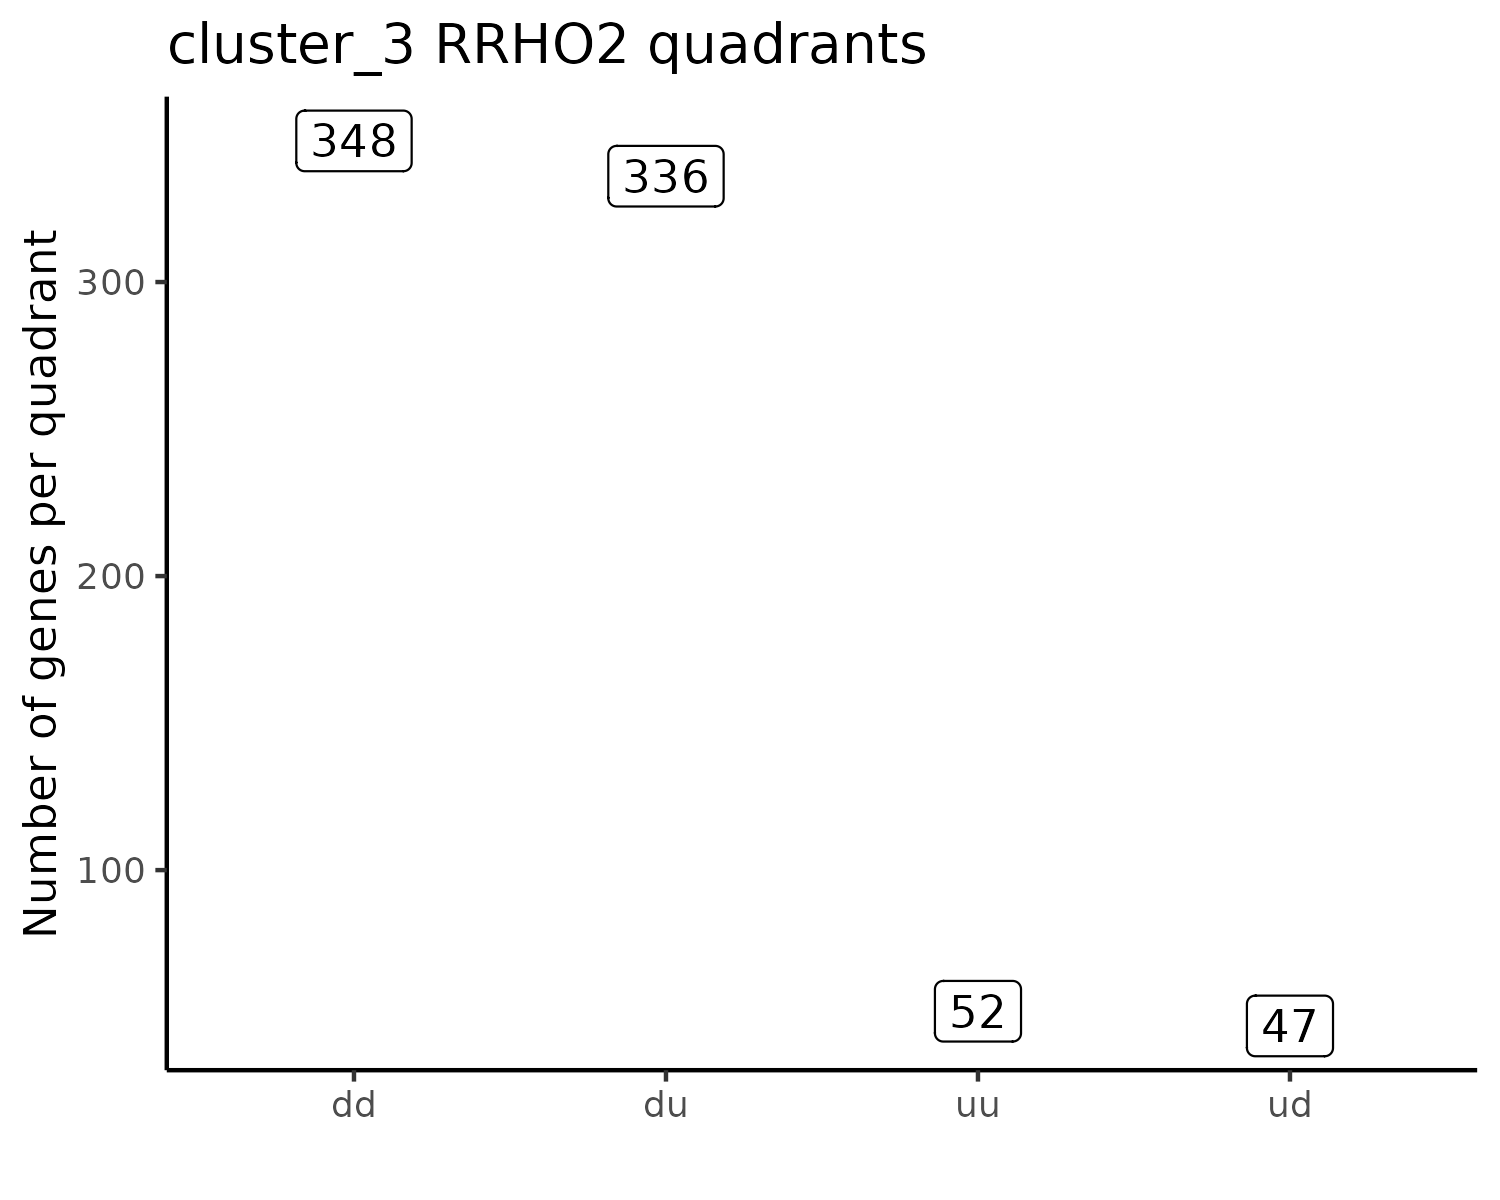 cluster_3 RRHO2 quadrants
Number of genes per quadrant
300
200
100
348
336
52
47
dd
du
uu
ud